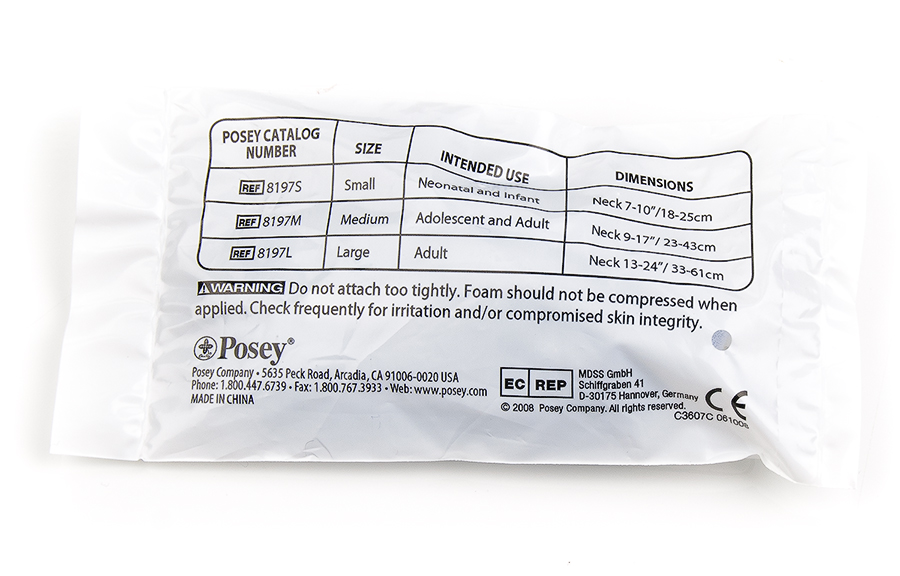 POSEY CATALOG NUMBER SIZE INTENDED USE DIMENSIONS
REF 8197S Small Neonatal and Infant Neck 7-10"/18-25cm
REF 8197M Medium Adolescent and Adult Neck 9-17"/ 23-43cm
REF 8197L Large Adult Neck 13-24"/ 33-61cm
WARNING Do not attach too tightly. Foam should not be compressed when
applied. Check frequently for irritation and/or compromised skin integrity.
Posey®
Posey Company • 5635 Peck Road, Arcadia, CA 91006-0020 USA
Phone: 1.800.447.6739 • Fax: 1.800.767.3933 • Web: www.posey.com
MADE IN CHINA
EC REP
MDSS GmbH
Schiffgraben 41
D-30175 Hannover, Germany
CE
© 2008 Posey Company. All rights reserved.
C3607C 061008